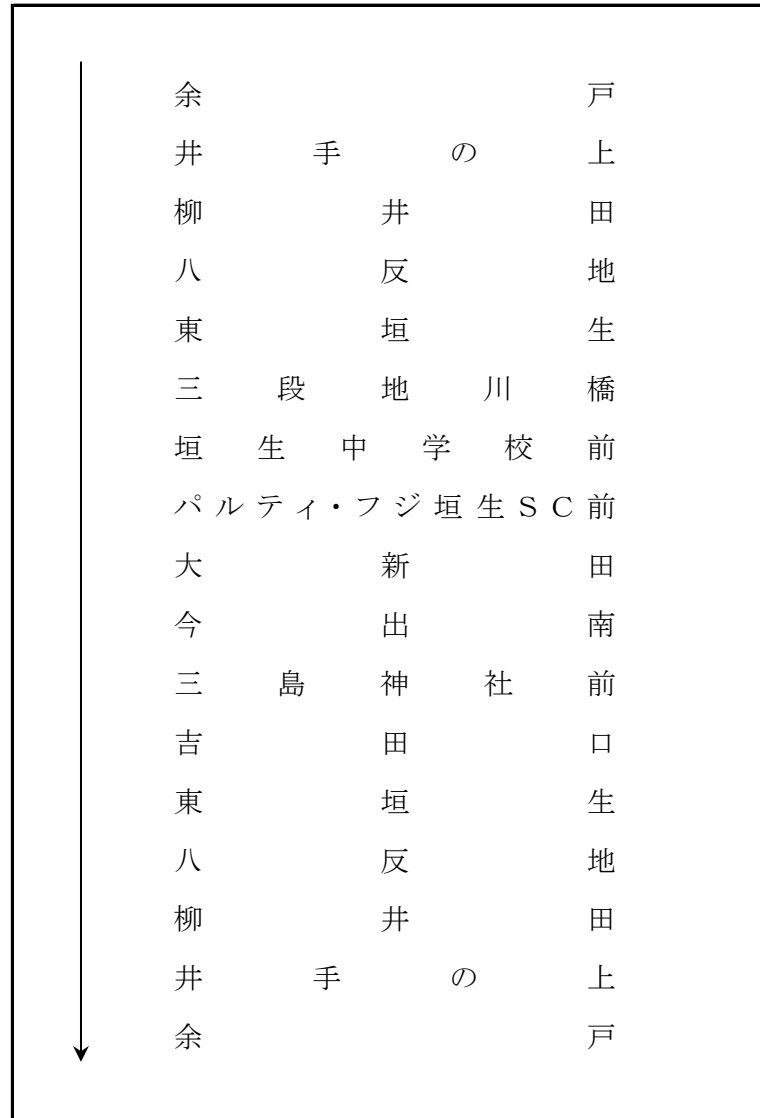 余戸
井手の上
柳井田
八反地
東垣生
三段地川橋
垣生中学校前
パルティ・フジ垣生SC前
大新田
今出南
三島神社前
吉田口
東垣生
八反地
柳井田
井手の上
余戸